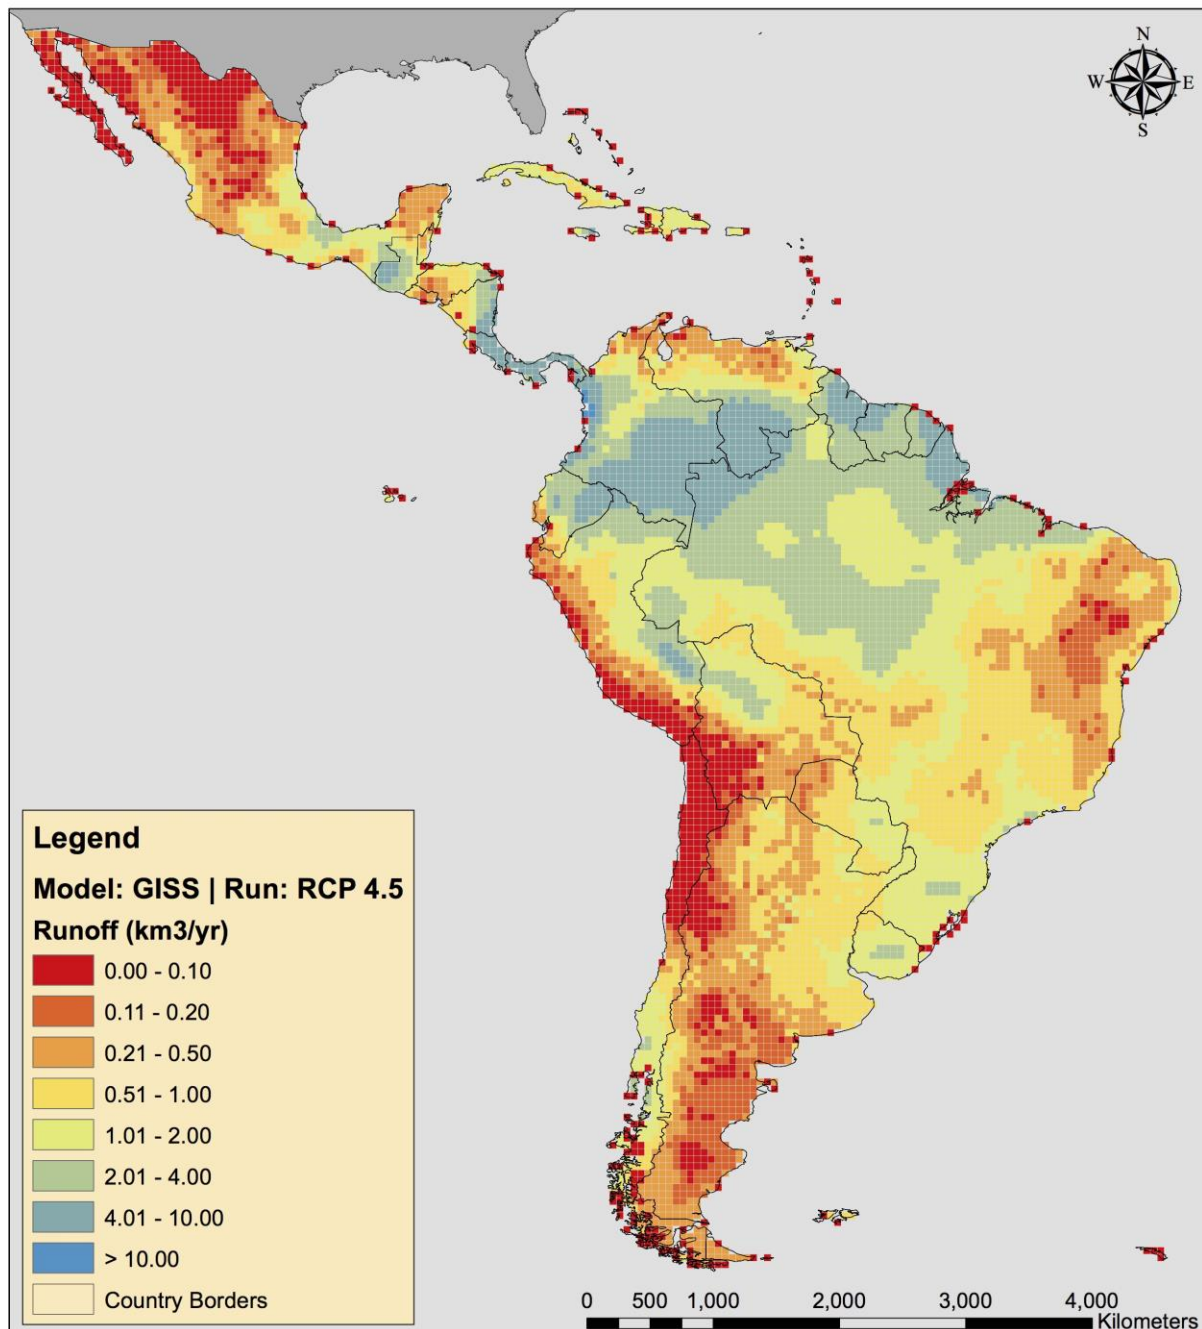 N
W E
S
Legend
Model: GISS | Run: RCP 4.5
Runoff (km3/yr)
0.00 - 0.10
0.11 - 0.20
0.21 - 0.50
0.51 - 1.00
1.01 - 2.00
2.01 - 4.00
4.01 - 10.00
> 10.00
Country Borders
0 500 1,000 2,000 3,000 4,000
Kilometers